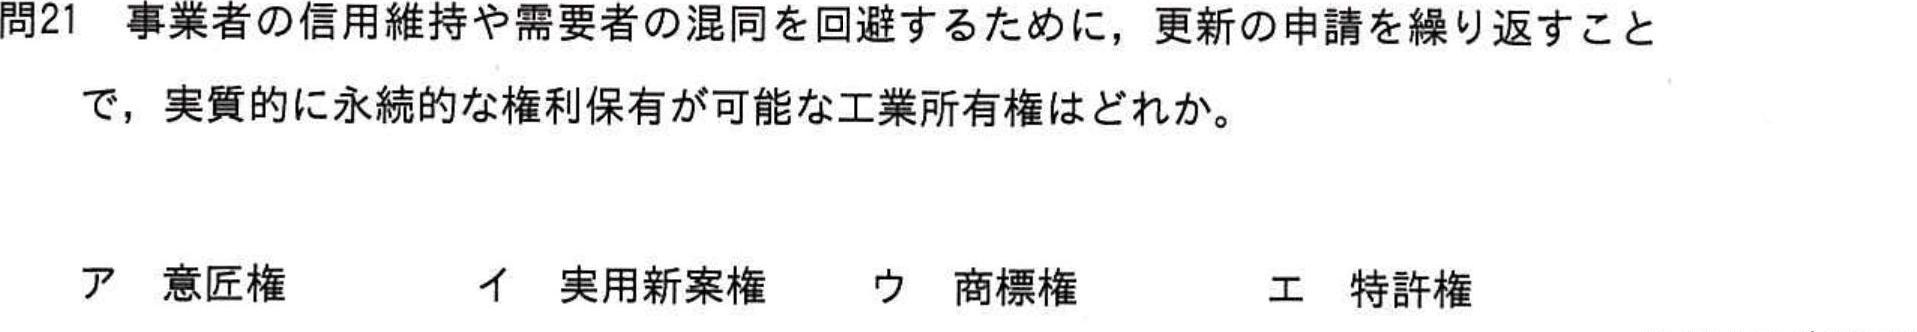 問21　事業者の信用維持や需要者の混同を回避するために，更新の申請を繰り返すこと
で，実質的に永続的な権利保有が可能な工業所有権はどれか。
ア　意匠権　イ　実用新案権　ウ　商標権　エ　特許権